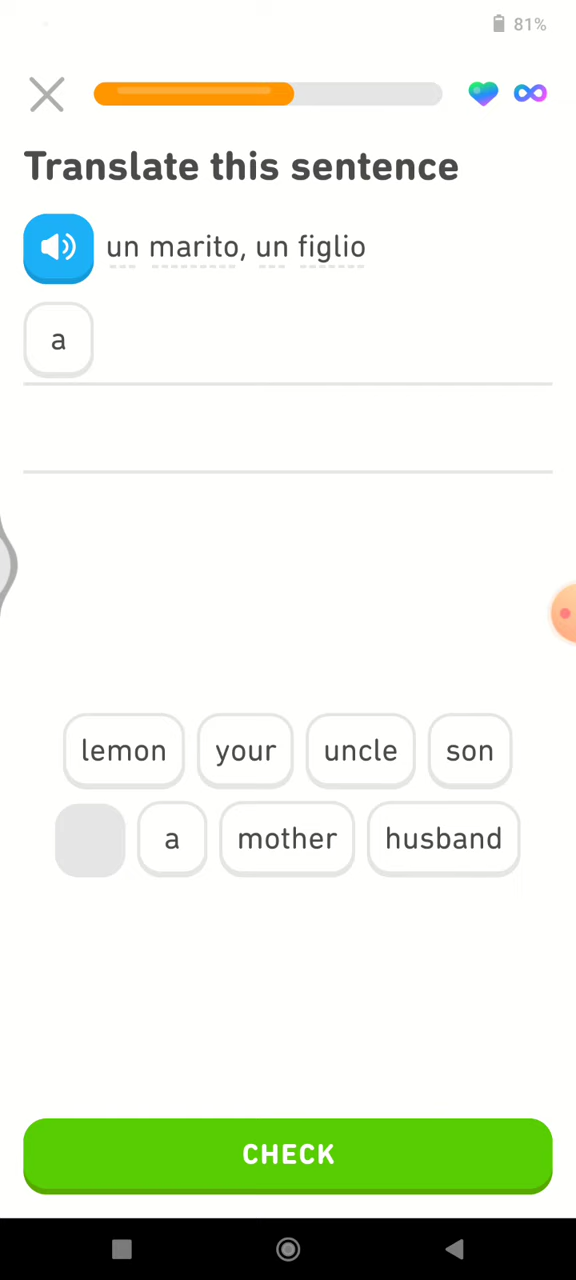 81%
Translate this sentence
un marito, un figlio
a
lemon your uncle son
a mother husband
CHECK